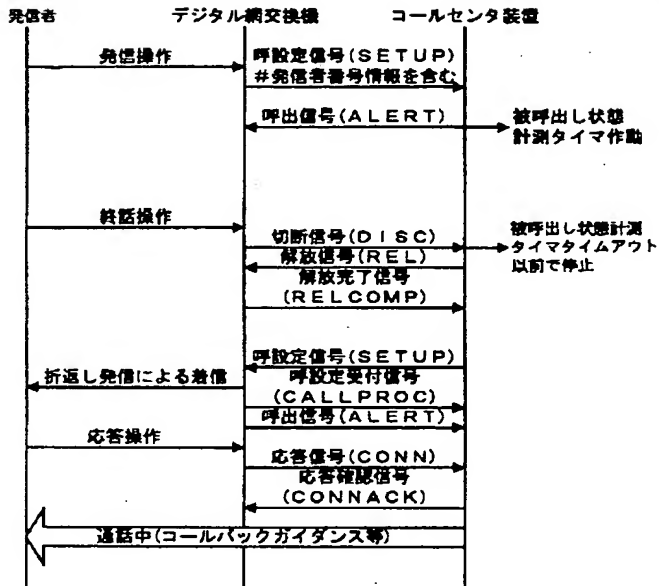 発信者
デジタル網交換機
コールセンタ装置
発信操作
呼設定信号(SETUP)
#発信者番号情報を含む
呼出信号(ALERT)
被呼出し状態
計測タイマ作動
終話操作
切断信号(DISC)
被呼出し状態計測
タイマタイムアウト
以前で停止
解放信号(REL)
解放完了信号
(RELCOMP)
呼設定信号(SETUP)
折返し発信による着信
呼設定受付信号
(CALLPROC)
呼出信号(ALERT)
応答操作
応答信号(CONN)
応答確認信号
(CONNACK)
通話中(コールバックガイダンス等)